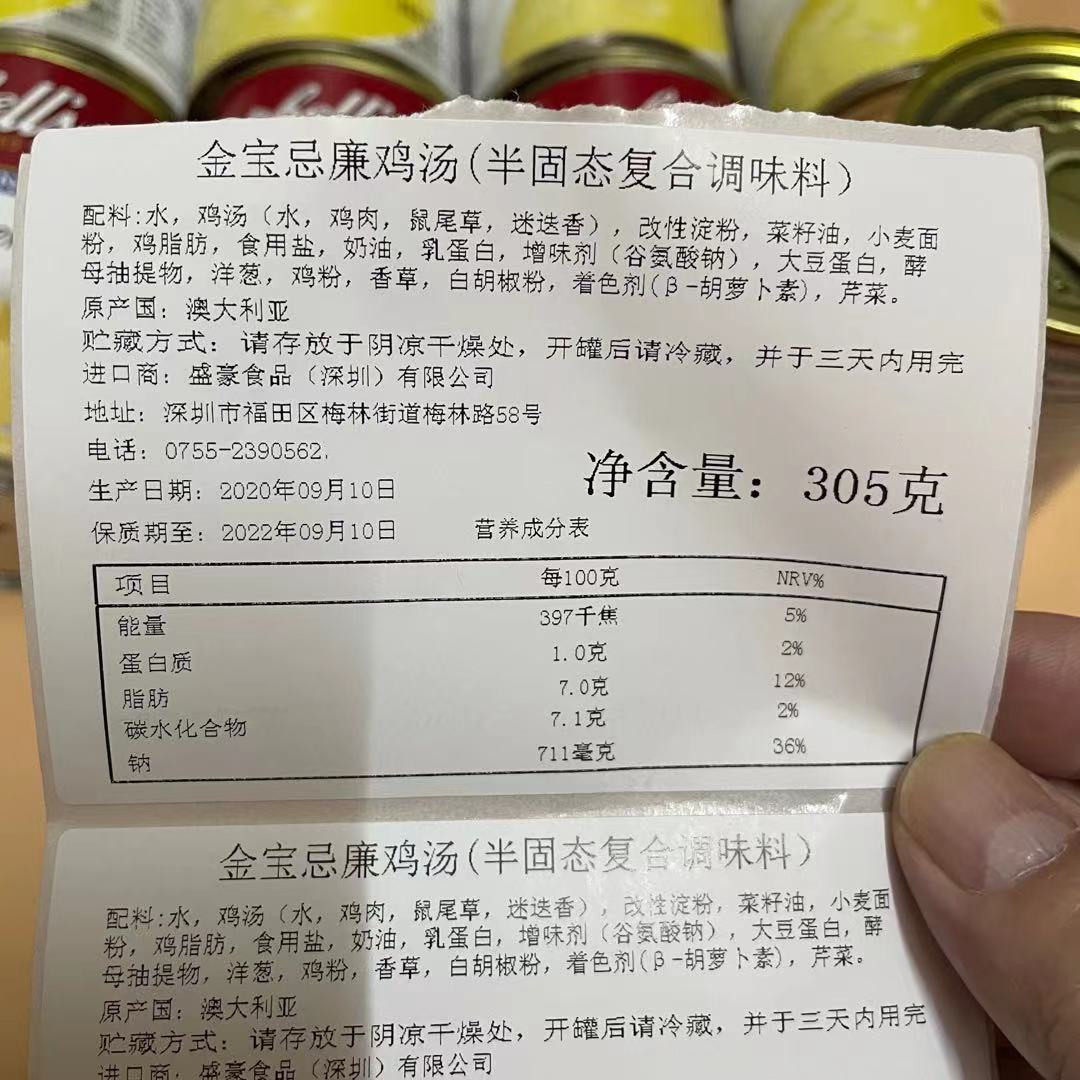 ell's
bell's
金宝忌廉鸡汤(半固态复合调味料)
配料:水，鸡汤（水，鸡肉，鼠尾草，迷迭香），改性淀粉，菜籽油，小麦面
粉，鸡脂肪，食用盐，奶油，乳蛋白，增味剂（谷氨酸钠），大豆蛋白，酵
母抽提物，洋葱，鸡粉，香草，白胡椒粉，着色剂(β-胡萝卜素)，芹菜。
原产国：澳大利亚
贮藏方式：请存放于阴凉干燥处，开罐后请冷藏，并于三天内用完
进口商：盛豪食品（深圳）有限公司
地址：深圳市福田区梅林街道梅林路58号
电话：0755-2390562
净含量：305克
生产日期：2020年09月10日
保质期至：2022年09月10日
营养成分表
项目 每100克 NRV%
能量 397千焦 5%
蛋白质 1.0克 2%
脂肪 7.0克 12%
碳水化合物 7.1克 2%
钠 711毫克 36%
金宝忌廉鸡汤(半固态复合调味料)
配料:水，鸡汤（水，鸡肉，鼠尾草，迷迭香），改性淀粉，菜籽油，小麦面
粉，鸡脂肪，食用盐，奶油，乳蛋白，增味剂（谷氨酸钠），大豆蛋白，酵
母抽提物，洋葱，鸡粉，香草，白胡椒粉，着色剂(β-胡萝卜素)，芹菜。
原产国：澳大利亚
贮藏方式：请存放于阴凉干燥处，开罐后请冷藏，并于三天内用完
进口商：盛豪食品（深圳）有限公司